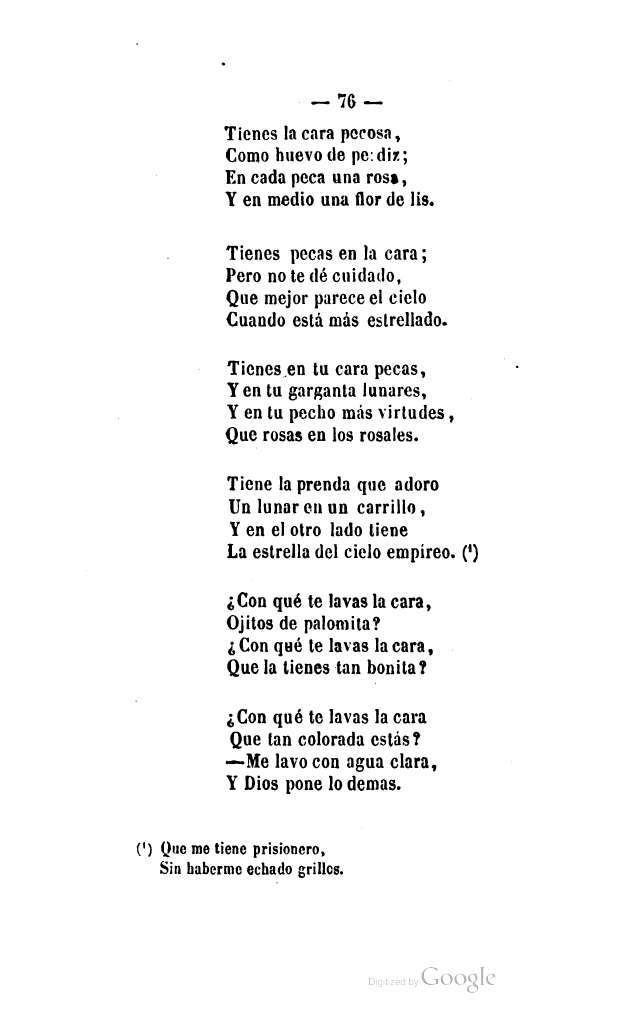 — 76 —
Tienes la cara pecosa,
Como huevo de pe:diz;
En cada peca una rosa,
Y en medio una flor de lis.
Tienes pecas en la cara;
Pero no te dé cuidado,
Que mejor parece el cielo
Cuando está más estrellado.
Tienes en tu cara pecas,
Y en tu garganta lunares,
Y en tu pecho más virtudes,
Que rosas en los rosales.
Tiene la prenda que adoro
Un lunar en un carrillo,
Y en el otro lado tiene
La estrella del cielo empíreo. (¹)
¿Con qué te lavas la cara,
Ojitos de palomita?
¿Con qué te lavas la cara,
Que la tienes tan bonita?
¿Con qué te lavas la cara
Que tan colorada estás?
—Me lavo con agua clara,
Y Dios pone lo demas.
(¹) Que me tiene prisionero,
Sin haberme echado grillos.
Digitized by Google